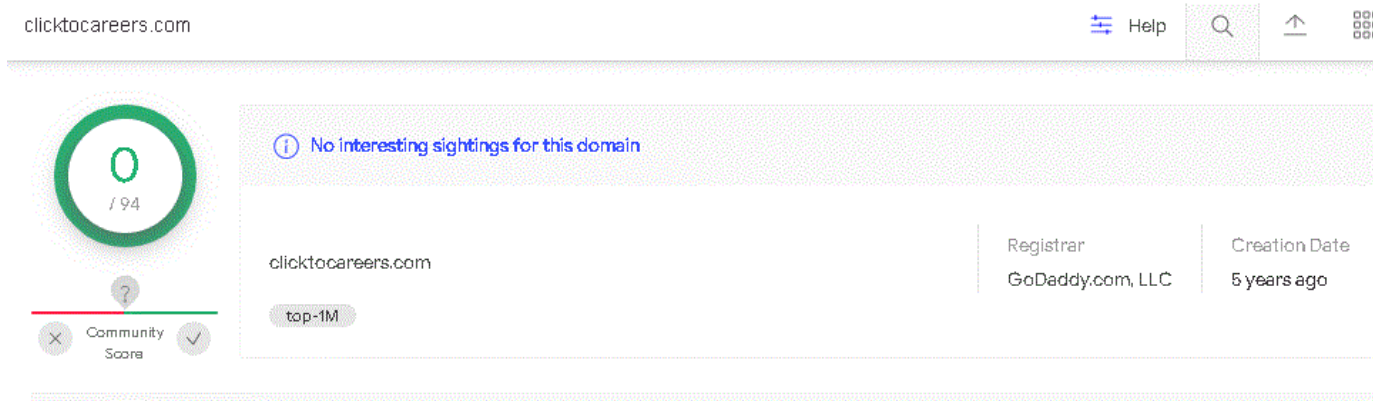 clicktocareers.com
Help
No interesting sightings for this domain
0
/ 94
clicktocareers.com
Registrar
GoDaddy.com, LLC
Creation Date
5 years ago
top-1M
?
Community
Score